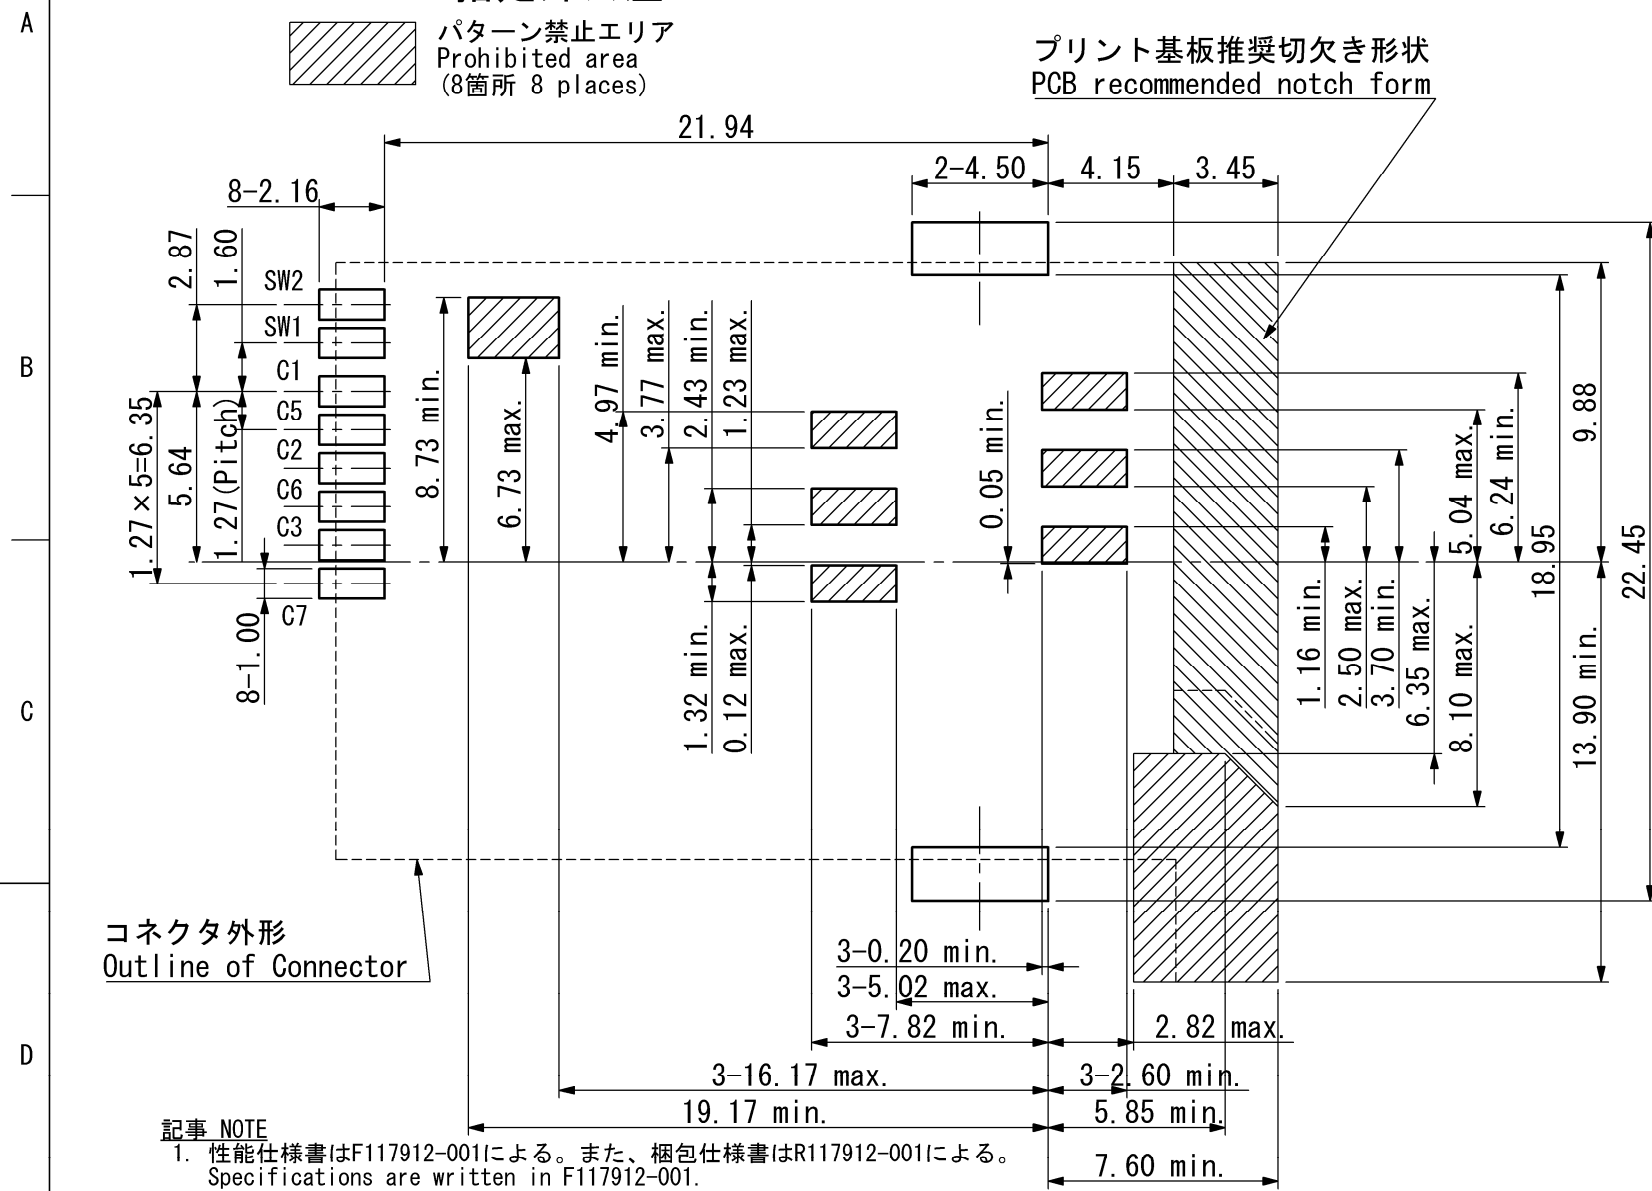 A
パターン禁止エリア
Prohibited area
(8箇所 8 places)
プリント基板推奨切欠き形状
PCB recommended notch form
21.94
2-4.50
4.15
3.45
8-2.16
2.87
1.60
SW2
SW1
C1
C5
C2
C6
C3
C7
B
1.27×5=6.35
5.64
1.27(Pitch)
8-1.00
8.73 min.
6.73 max.
4.97 min.
3.77 max.
2.43 min.
1.23 max.
1.32 min.
0.12 max.
0.05 min.
1.16 min.
2.50 max.
3.70 min.
6.35 max.
5.04 max.
8.10 max.
6.24 min.
18.95
9.88
13.90 min.
22.45
C
コネクタ外形
Outline of Connector
3-0.20 min.
3-5.02 max.
3-7.82 min.
2.82 max.
D
3-16.17 max.
3-2.60 min.
19.17 min.
5.85 min.
7.60 min.
記事 NOTE
1. 性能仕様書はF117912-001による。また、梱包仕様書はR117912-001による。
Specifications are written in F117912-001.